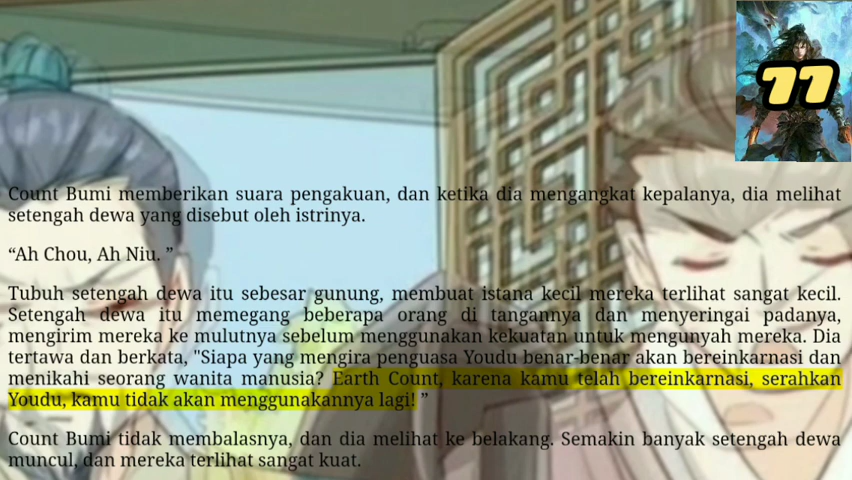 77
Count Bumi memberikan suara pengakuan, dan ketika dia mengangkat kepalanya, dia melihat
setengah dewa yang disebut oleh istrinya.
“Ah Chou, Ah Niu. ”
Tubuh setengah dewa itu sebesar gunung, membuat istana kecil mereka terlihat sangat kecil.
Setengah dewa itu memegang beberapa orang di tangannya dan menyeringai padanya,
mengirim mereka ke mulutnya sebelum menggunakan kekuatan untuk mengunyah mereka. Dia
tertawa dan berkata, "Siapa yang mengira penguasa Youdu benar-benar akan bereinkarnasi dan
menikahi seorang wanita manusia? Earth Count, karena kamu telah bereinkarnasi, serahkan
Youdu, kamu tidak akan menggunakannya lagi! ”
Count Bumi tidak membalasnya, dan dia melihat ke belakang. Semakin banyak setengah dewa
muncul, dan mereka terlihat sangat kuat.